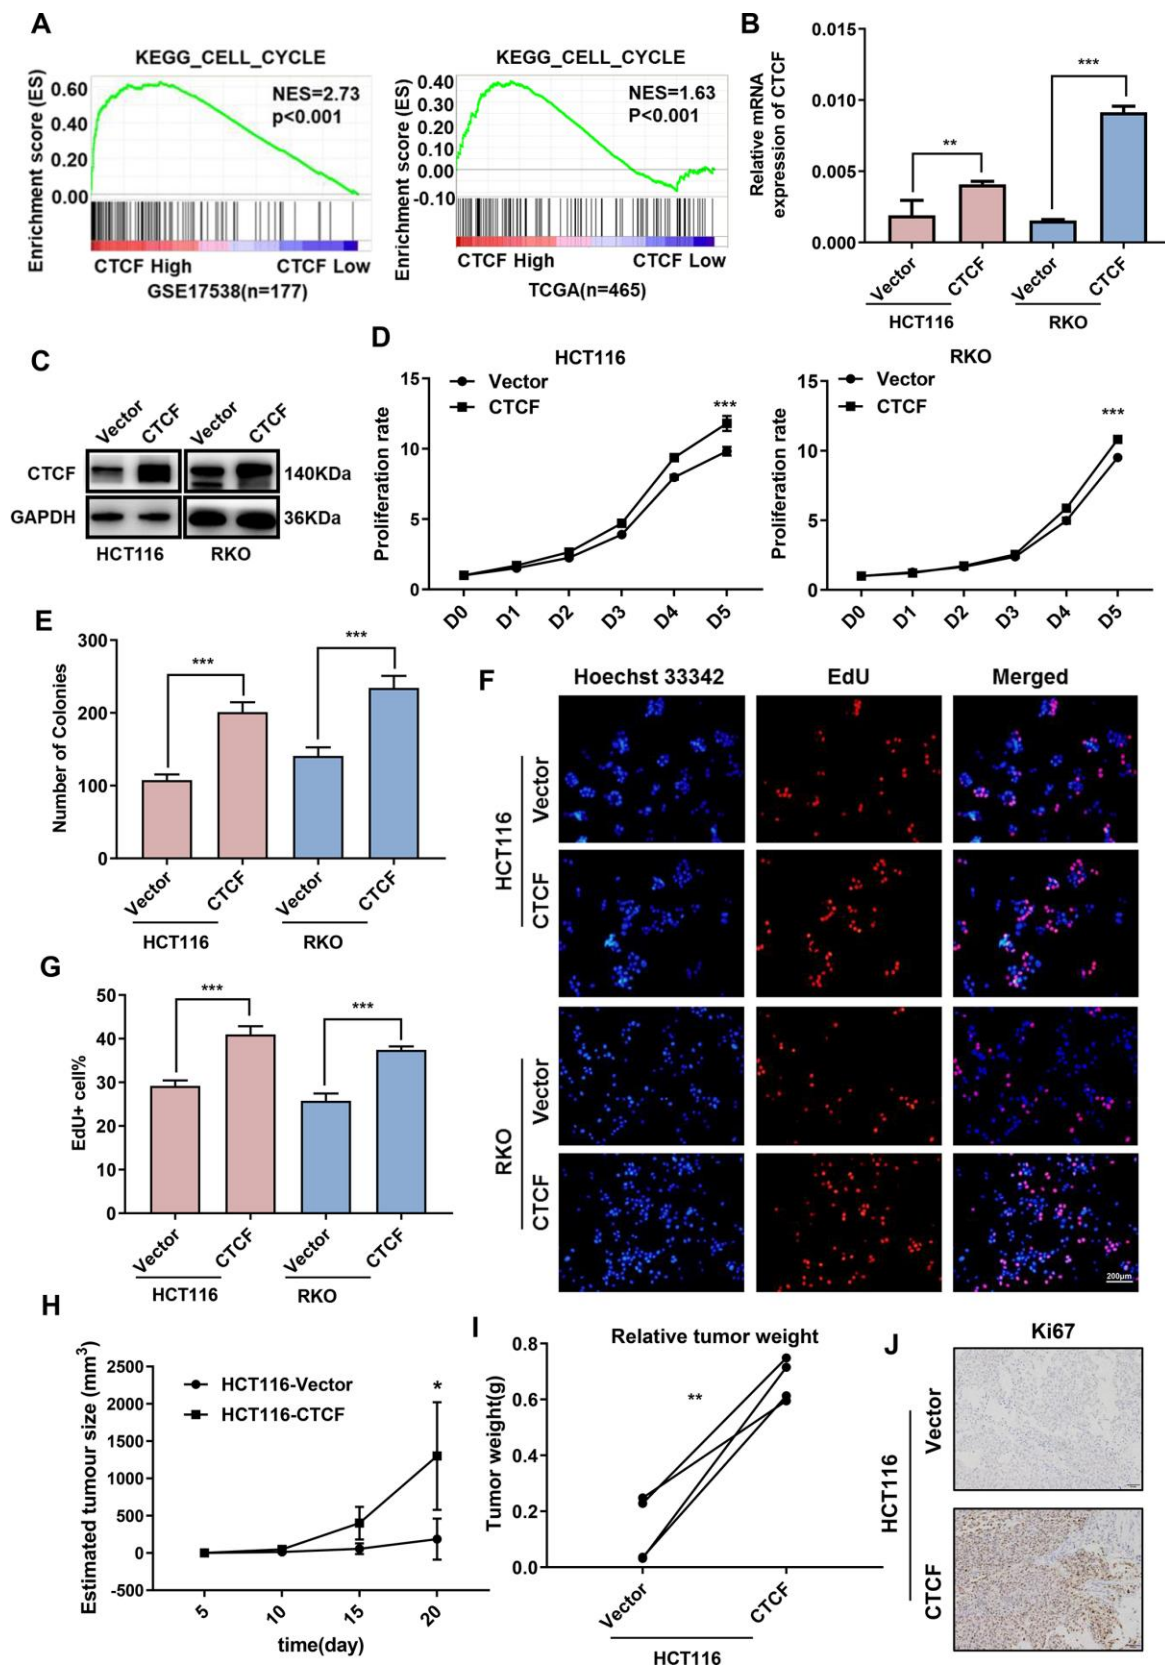 A
KEGG_CELL_CYCLE
Enrichment score (ES)
0.60
0.40
0.20
0.00
NES=2.73
p<0.001
CTCF High
CTCF Low
GSE17538(n=177)
KEGG_CELL_CYCLE
Enrichment score (ES)
0.40
0.30
0.20
0.10
0.00
-0.10
NES=1.63
P<0.001
CTCF High
CTCF Low
TCGA(n=465)
B
Relative mRNA
expression of CTCF
0.015
0.010
0.005
0.000
**
***
Vector
CTCF
Vector
CTCF
HCT116
RKO
C
Vector
CTCF
Vector
CTCF
CTCF
140KDa
GAPDH
36KDa
HCT116
RKO
D
HCT116
Vector
CTCF
Proliferation rate
15
10
5
0
***
D0
D1
D2
D3
D4
D5
RKO
Vector
CTCF
Proliferation rate
15
10
5
0
***
D0
D1
D2
D3
D4
D5
E
Number of Colonies
300
200
100
0
***
***
Vector
CTCF
Vector
CTCF
HCT116
RKO
F
Hoechst 33342
EdU
Merged
HCT116
Vector
CTCF
RKO
Vector
CTCF
200μm
G
EdU+ cell%
50
40
30
20
10
0
***
***
Vector
CTCF
Vector
CTCF
HCT116
RKO
H
Estimated tumour size (mm³)
2500
2000
1500
1000
500
0
-500
HCT116-Vector
HCT116-CTCF
*
5
10
15
20
time(day)
I
Relative tumor weight
Tumor weight(g)
0.8
0.6
0.4
0.2
0.0
**
Vector
CTCF
HCT116
J
Ki67
HCT116
Vector
CTCF